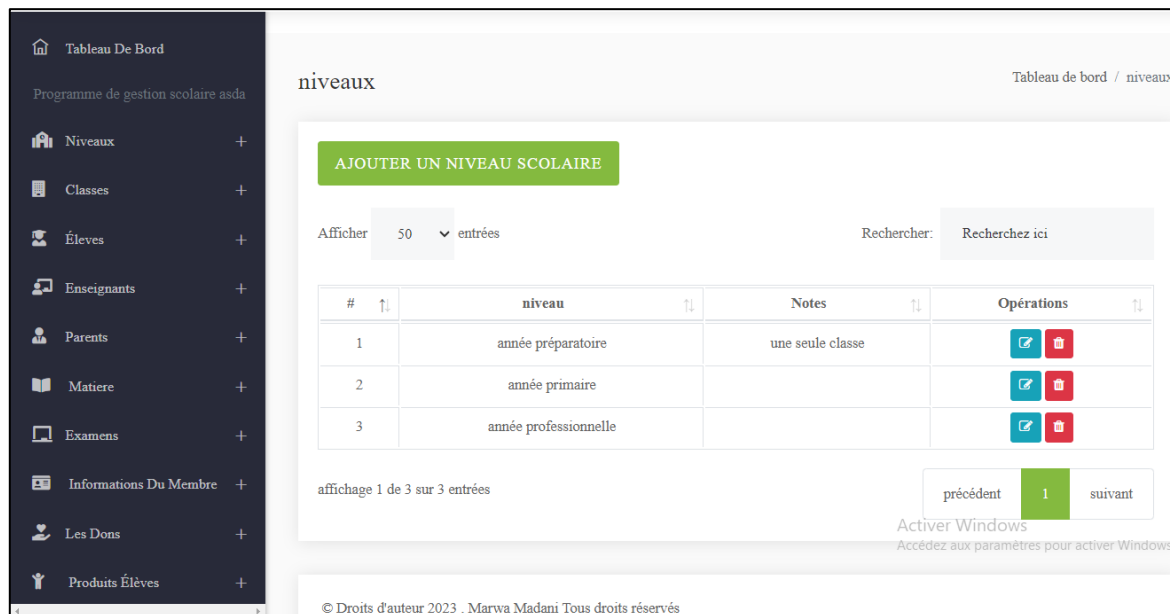 Tableau De Bord
Programme de gestion scolaire asda
Niveaux +
Classes +
Éleves +
Enseignants +
Parents +
Matiere +
Examens +
Informations Du Membre +
Les Dons +
Produits Élèves +
niveaux
Tableau de bord / niveaux
AJOUTER UN NIVEAU SCOLAIRE
Afficher 50 entrées
Rechercher: Recherchez ici
# niveau Notes Opérations
1 année préparatoire une seule classe
2 année primaire
3 année professionnelle
affichage 1 de 3 sur 3 entrées
précédent 1 suivant
Activer Windows
Accédez aux paramètres pour activer Windows
© Droits d'auteur 2023 . Marwa Madani Tous droits réservés